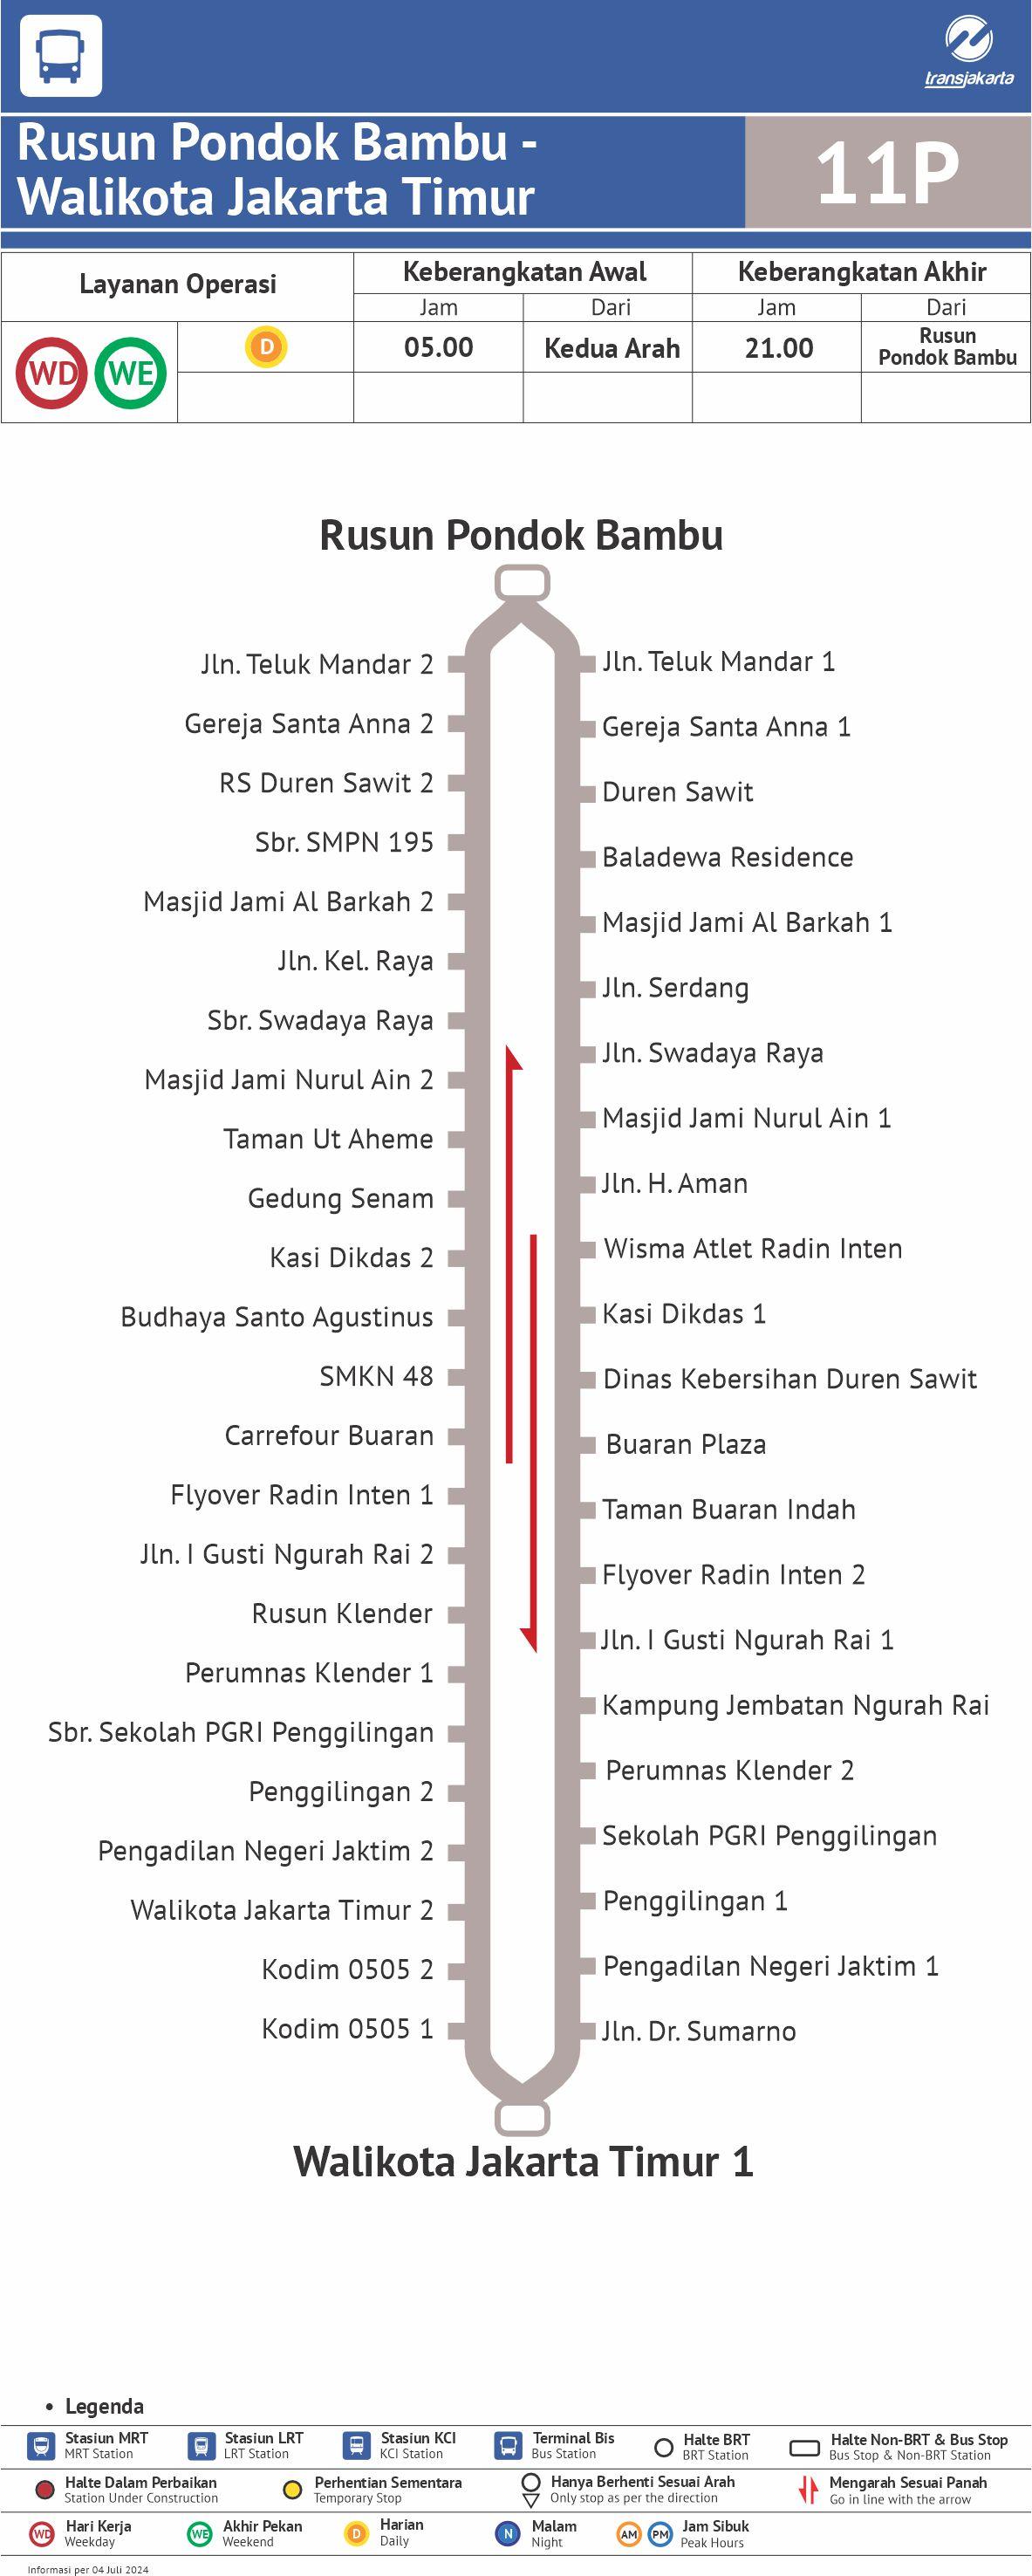 transjakarta
Rusun Pondok Bambu -
Walikota Jakarta Timur
11P
Layanan Operasi
Keberangkatan Awal
Keberangkatan Akhir
Jam
Dari
Jam
Dari
WD
WE
D
05.00
Kedua Arah
21.00
Rusun
Pondok Bambu
Rusun Pondok Bambu
Jln. Teluk Mandar 2
Gereja Santa Anna 2
RS Duren Sawit 2
Sbr. SMPN 195
Masjid Jami Al Barkah 2
Jln. Kel. Raya
Sbr. Swadaya Raya
Masjid Jami Nurul Ain 2
Taman Ut Aheme
Gedung Senam
Kasi Dikdas 2
Budhaya Santo Agustinus
SMKN 48
Carrefour Buaran
Flyover Radin Inten 1
Jln. I Gusti Ngurah Rai 2
Rusun Klender
Perumnas Klender 1
Sbr. Sekolah PGRI Penggilingan
Penggilingan 2
Pengadilan Negeri Jaktim 2
Walikota Jakarta Timur 2
Kodim 0505 2
Kodim 0505 1
Jln. Teluk Mandar 1
Gereja Santa Anna 1
Duren Sawit
Baladewa Residence
Masjid Jami Al Barkah 1
Jln. Serdang
Jln. Swadaya Raya
Masjid Jami Nurul Ain 1
Jln. H. Aman
Wisma Atlet Radin Inten
Kasi Dikdas 1
Dinas Kebersihan Duren Sawit
Buaran Plaza
Taman Buaran Indah
Flyover Radin Inten 2
Jln. I Gusti Ngurah Rai 1
Kampung Jembatan Ngurah Rai
Perumnas Klender 2
Sekolah PGRI Penggilingan
Penggilingan 1
Pengadilan Negeri Jaktim 1
Jln. Dr. Sumarno
Walikota Jakarta Timur 1
• Legenda
Stasiun MRT
MRT Station
Stasiun LRT
LRT Station
Stasiun KCI
KCI Station
Terminal Bis
Bus Station
Halte BRT
BRT Station
Halte Non-BRT & Bus Stop
Bus Stop & Non-BRT Station
Halte Dalam Perbaikan
Station Under Construction
Perhentian Sementara
Temporary Stop
Hanya Berhenti Sesuai Arah
Only stop as per the direction
Mengarah Sesuai Panah
Go in line with the arrow
WD
Hari Kerja
Weekday
WE
Akhir Pekan
Weekend
D
Harian
Daily
N
Malam
Night
AM
PM
Jam Sibuk
Peak Hours
Informasi per 04 Juli 2024